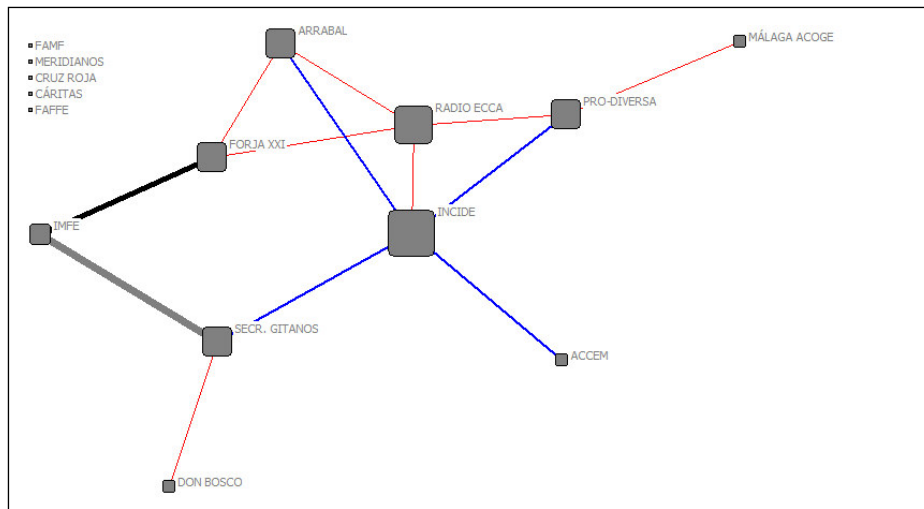 ARRABAL
MÁLAGA ACOGE
FAMF
MERIDIANOS
CRUZ ROJA
CÁRITAS
FAFFE
RADIO ECCA
PRO-DIVERSA
FORJA XXI
INCIDE
IMFE
SECR. GITANOS
ACCEM
DON BOSCO